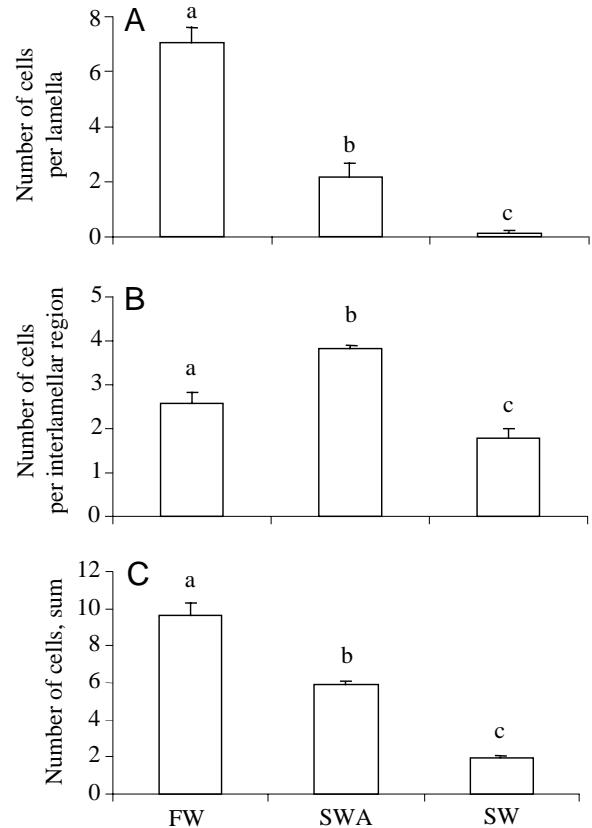 A
Number of cells
per lamella
8
6
4
2
0
a
b
c
B
Number of cells
per interlamellar region
5
4
3
2
1
0
a
b
c
C
Number of cells, sum
12
10
8
6
4
2
0
a
b
c
FW SWA SW